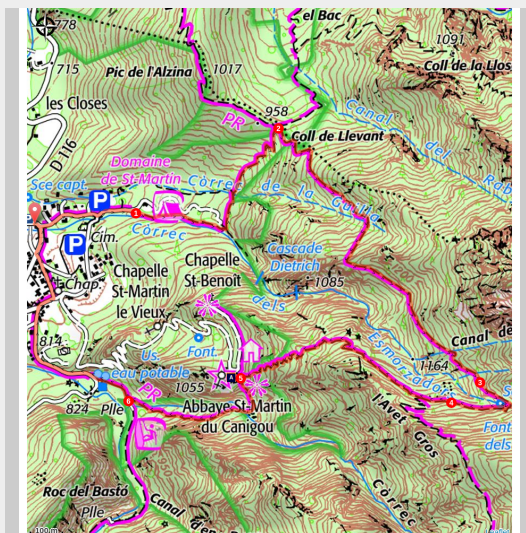 778
el Bac
1091
Coll de la Llos
715
Pic de l'Alzina
1017
les Closes
958
PR
2
Coll de Llevant
Canal
del
Rab
D 116
Domaine
de St-Martin
Sce capt.
Còrrec de la Guilla
P
1
P
Cim.
Còrrec
dels
Esmorzadors
Cascade
Dietrich
Chap.
Chapelle
St-Martin
le Vieux
Chapelle
St-Benoît
1085
Canal de
814
Us.
eau potable
Font.
1164
3
PR
1055
5
4
824
Plle
6
Abbaye St-Martin
du Canigou
l'Avet Gros
Font
dels
Roc del Bastó
Plle
Canal de
Còrrec
100 m